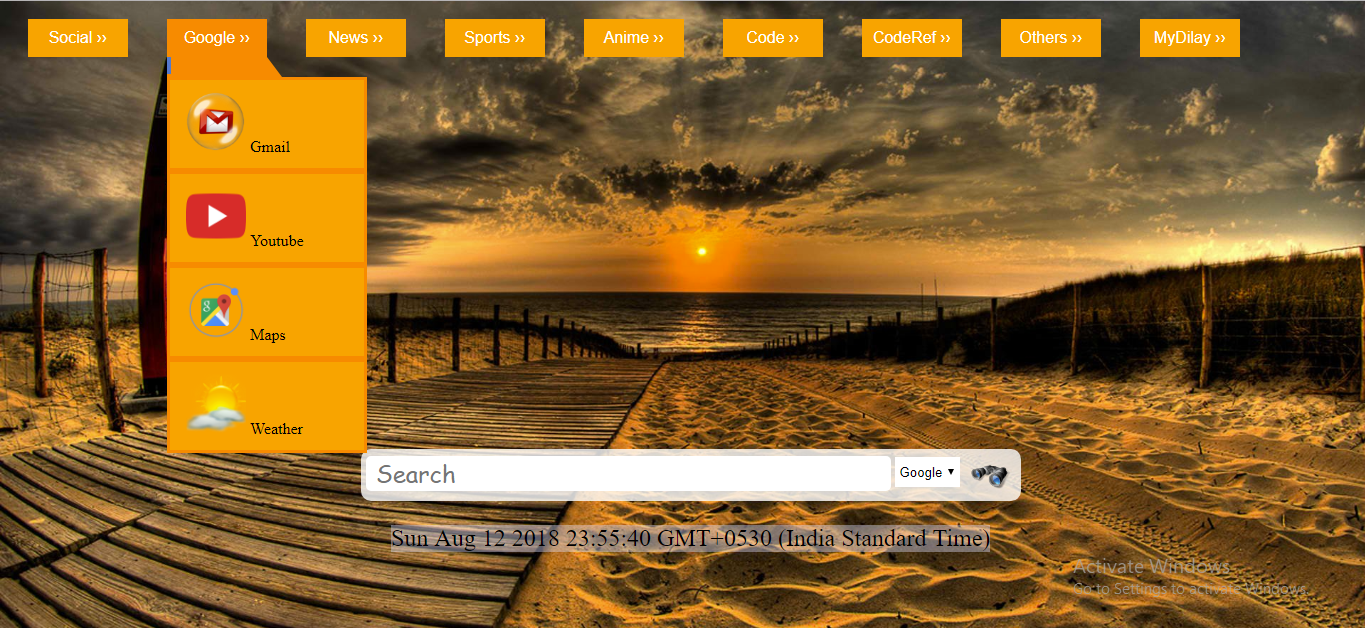 Social ›› Google ›› News ›› Sports ›› Anime ›› Code ›› CodeRef ›› Others ›› MyDilay ››
Gmail
Youtube
Maps
Weather
Search Google ▾
Sun Aug 12 2018 23:55:40 GMT+0530 (India Standard Time)
Activate Windows
Go to Settings to activate Windows.